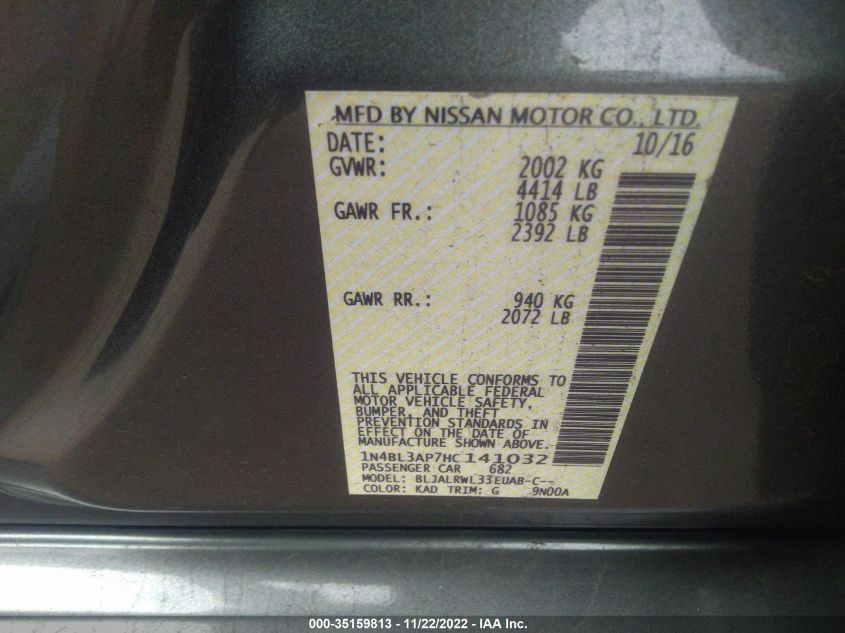 MFD BY NISSAN MOTOR CO., LTD.
DATE: 10/16
GVWR: 2002 KG
4414 LB
GAWR FR.: 1085 KG
2392 LB
GAWR RR.: 940 KG
2072 LB
THIS VEHICLE CONFORMS TO
ALL APPLICABLE FEDERAL
MOTOR VEHICLE SAFETY,
BUMPER, AND THEFT
PREVENTION STANDARDS IN
EFFECT ON THE DATE OF
MANUFACTURE SHOWN ABOVE.
1N4BL3AP7HC141032
PASSENGER CAR 682
MODEL: BLJALRWL33EUAB-C--
COLOR: KAD TRIM: G 9N00A
000-35159813 - 11/22/2022 - IAA Inc.